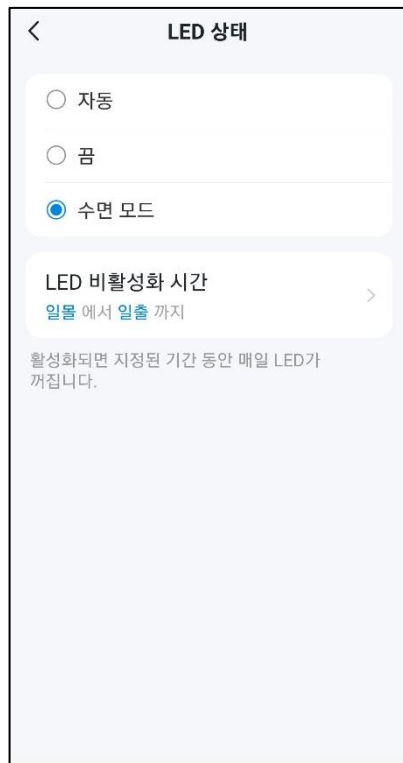 LED 상태
자동
끔
수면 모드
LED 비활성화 시간
일몰 에서 일출 까지
활성화되면 지정된 기간 동안 매일 LED가
꺼집니다.